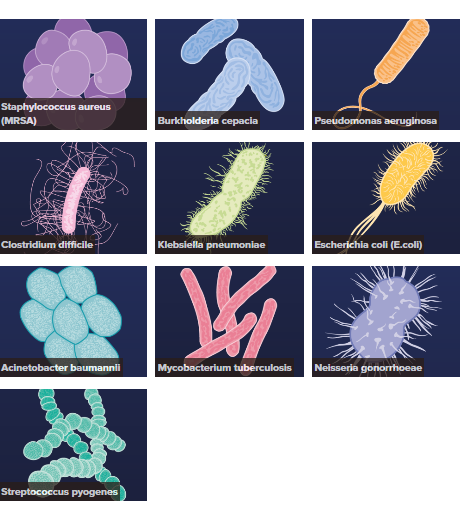 Staphylococcus aureus
(MRSA)
Burkholderia cepacia
Pseudomonas aeruginosa
Clostridium difficile
Klebsiella pneumoniae
Escherichia coli (E.coli)
Acinetobacter baumannii
Mycobacterium tuberculosis
Neisseria gonorrhoeae
Streptococcus pyogenes